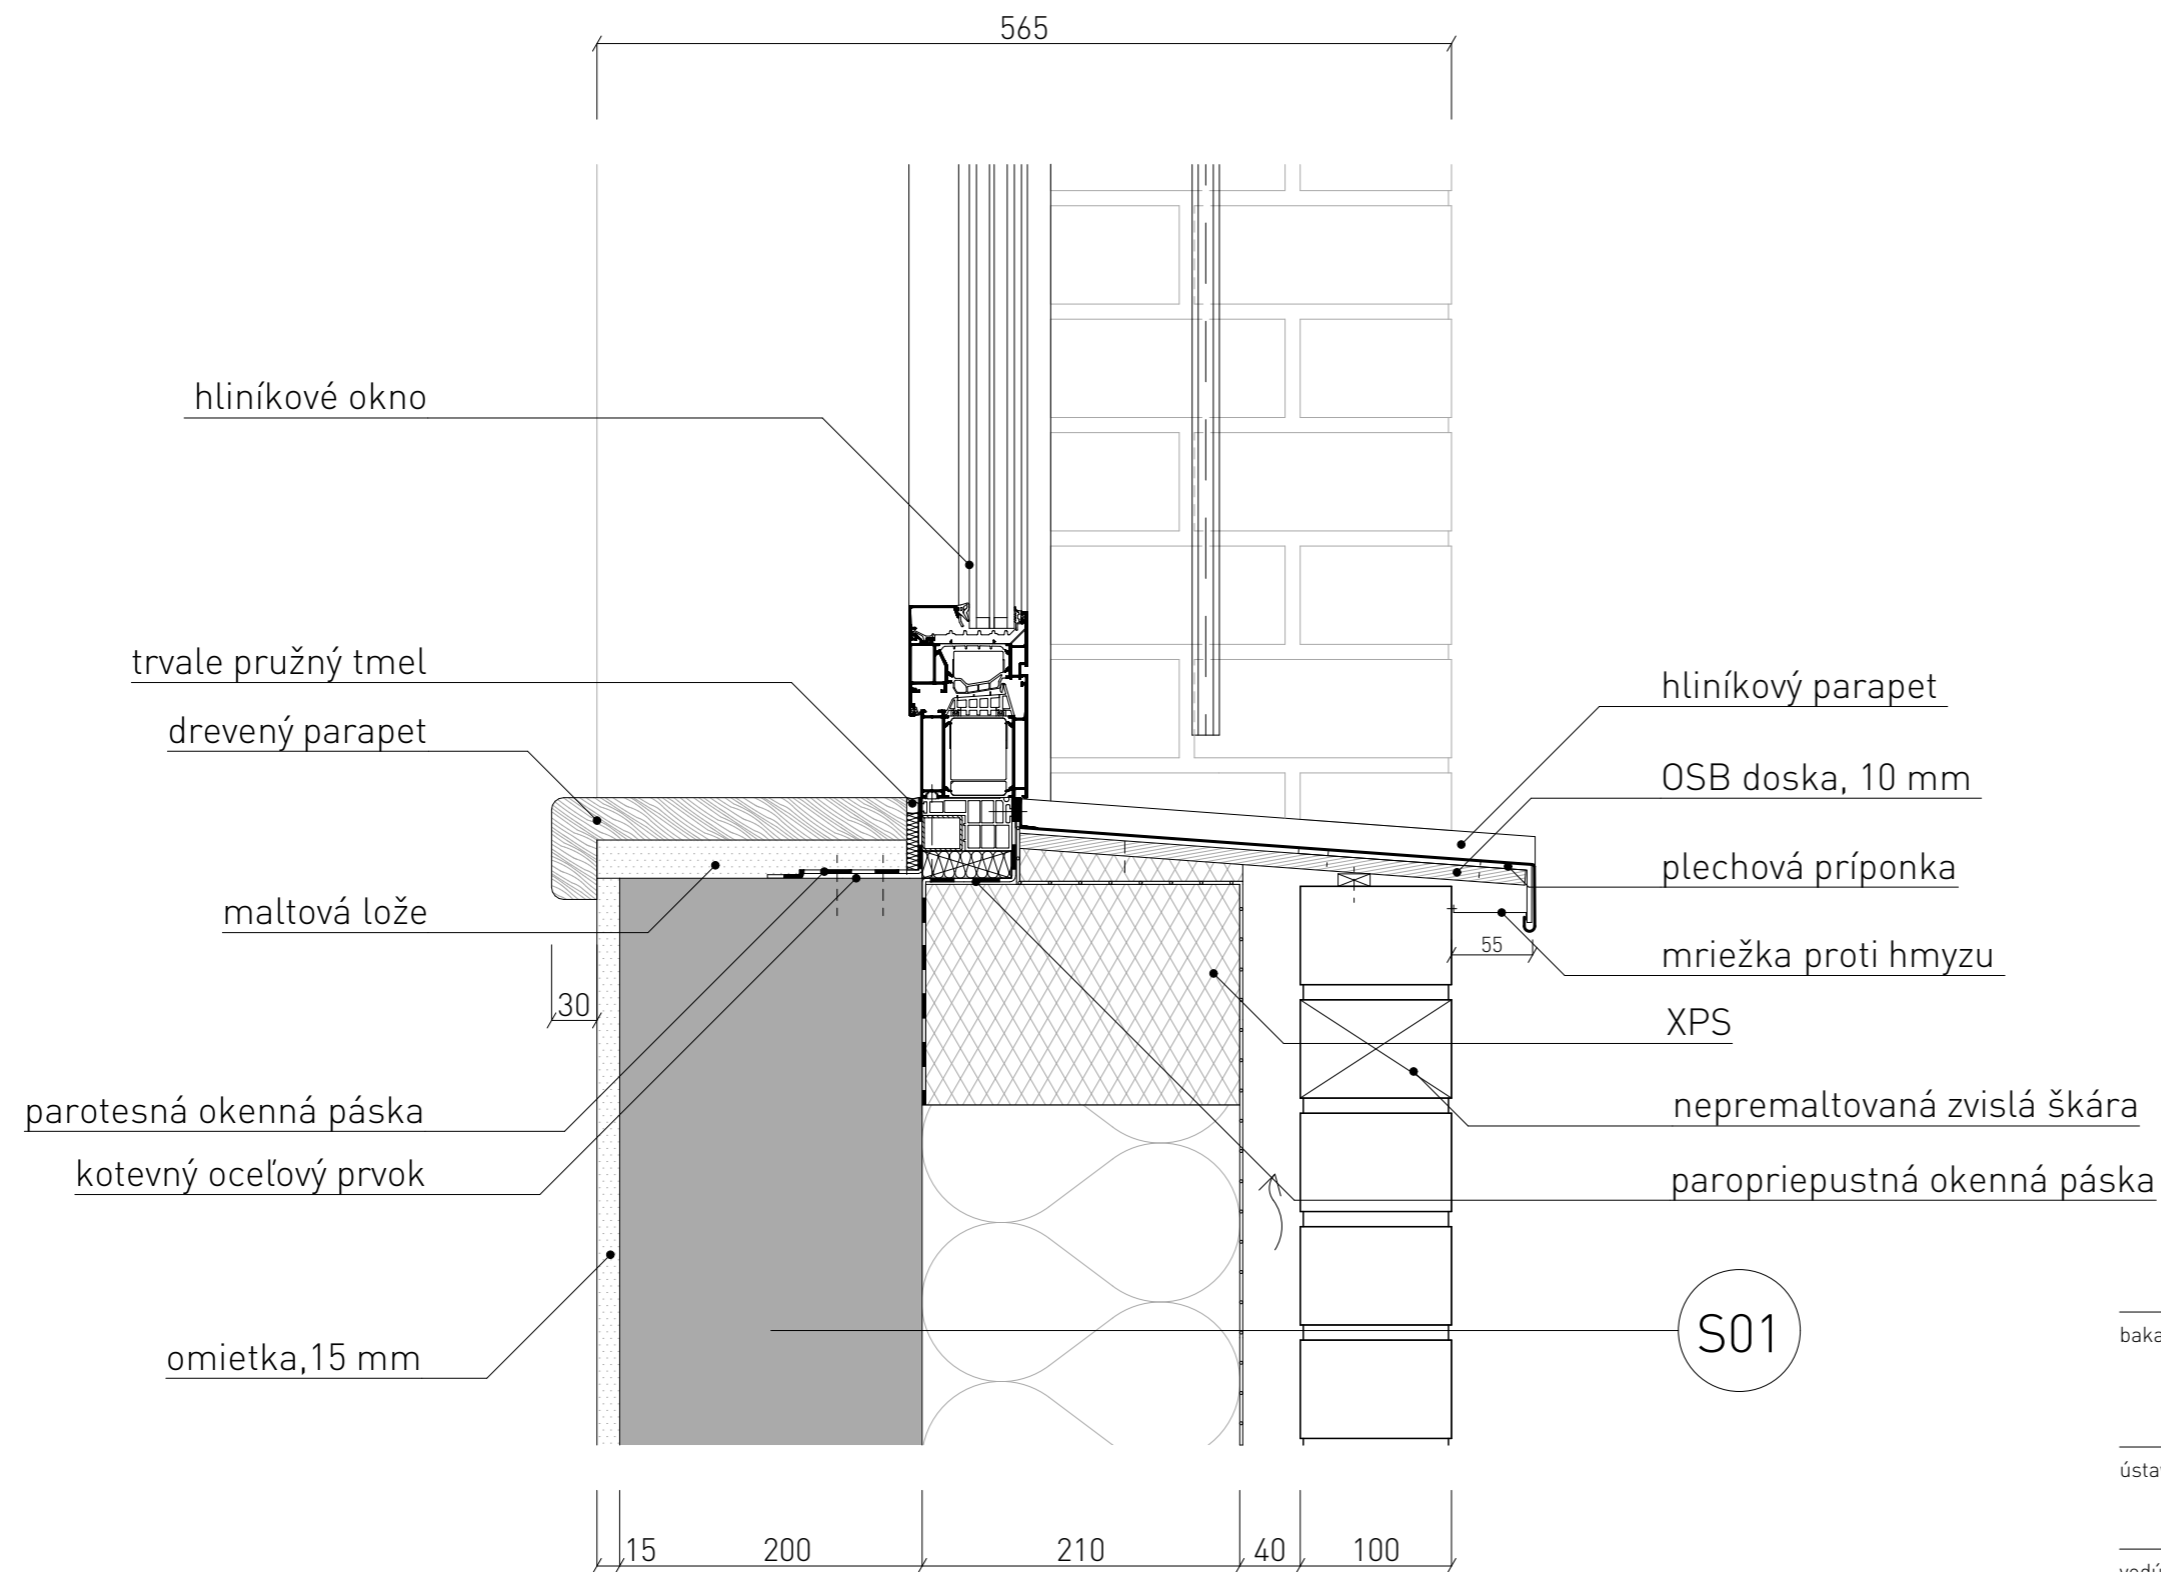 565
hliníkové okno
trvale pružný tmel
drevený parapet
maltová lože
30
parotesná okenná páska
kotevný oceľový prvok
omietka,15 mm
hliníkový parapet
OSB doska, 10 mm
plechová príponka
55
mriežka proti hmyzu
XPS
nepremaltovaná zvislá škára
paropriepustná okenná páska
S01
15 200 210 40 100